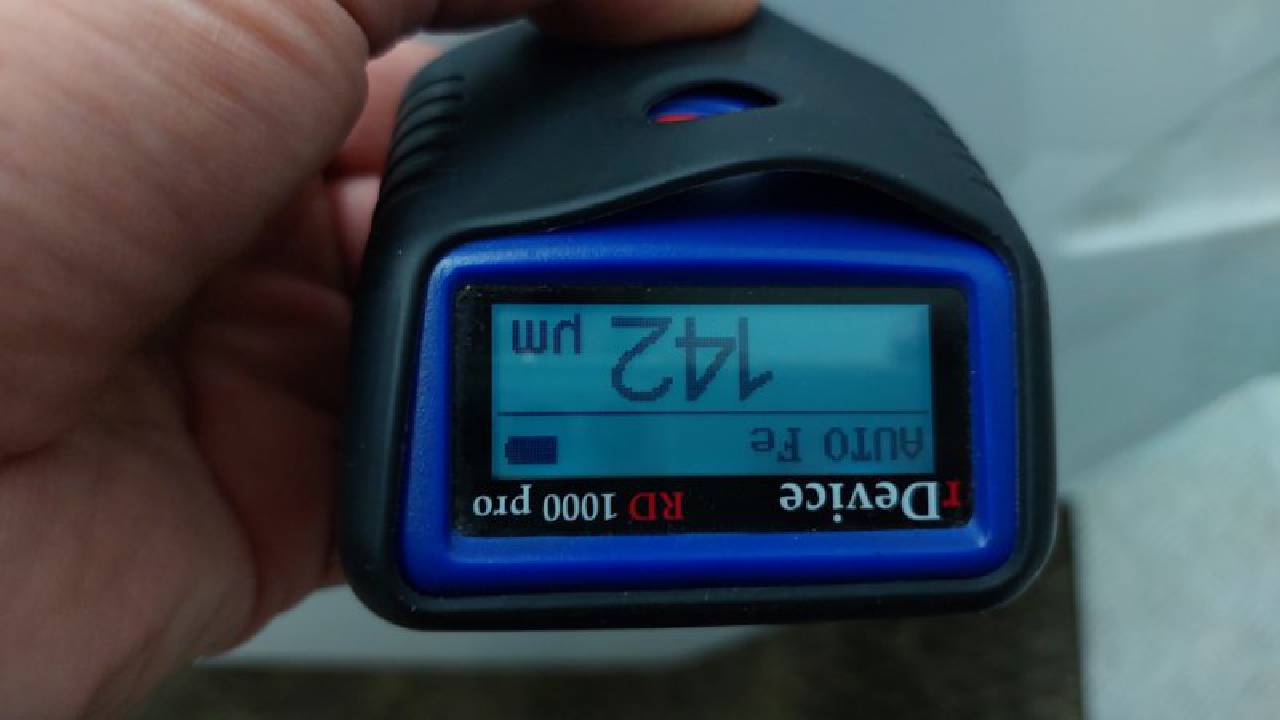 rDevice RD 1000 pro
AUTO Fe
142 µm